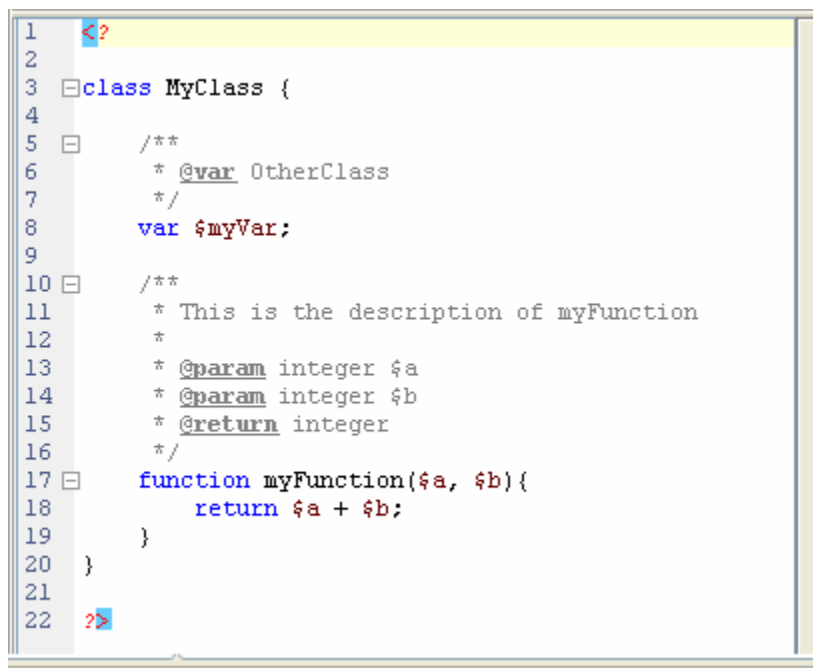 1 <?
2
3 class MyClass {
4
5 /**
6 * @var OtherClass
7 */
8 var $myVar;
9
10 /**
11 * This is the description of myFunction
12 *
13 * @param integer $a
14 * @param integer $b
15 * @return integer
16 */
17 function myFunction($a, $b){
18 return $a + $b;
19 }
20 }
21
22 ?>